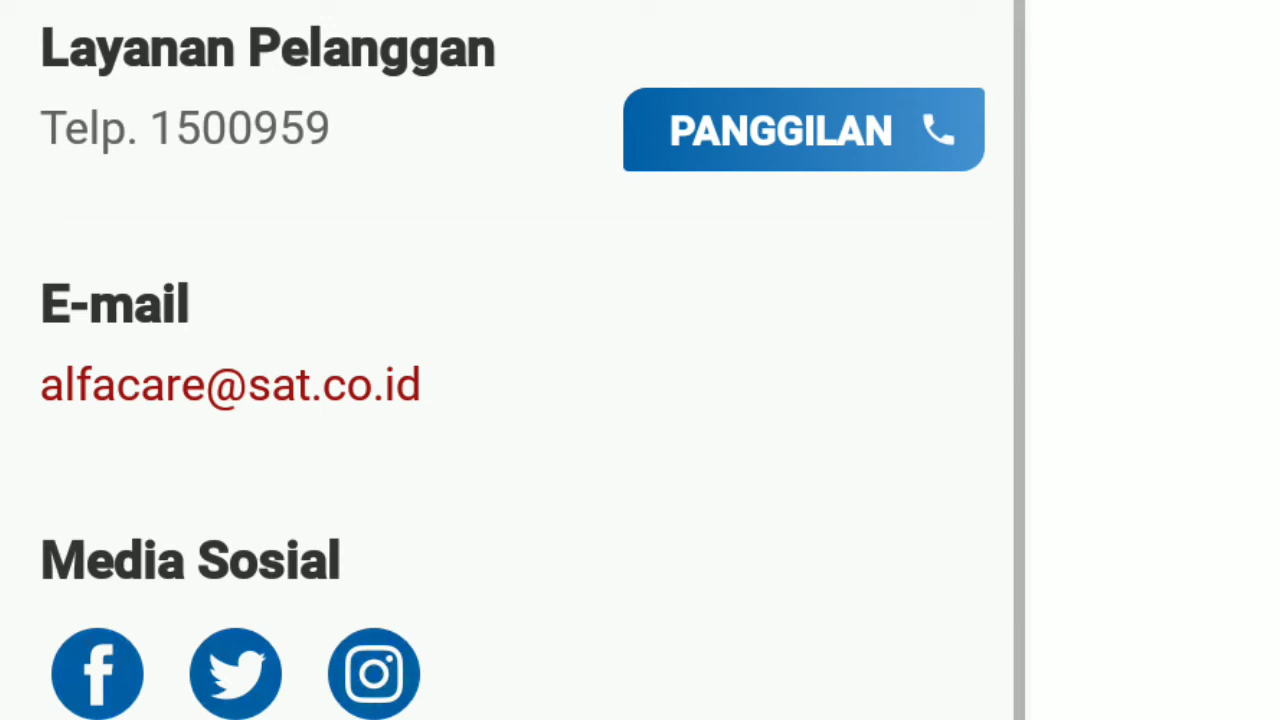 Layanan Pelanggan
Telp. 1500959
PANGGILAN
E-mail
alfacare@sat.co.id
Media Sosial